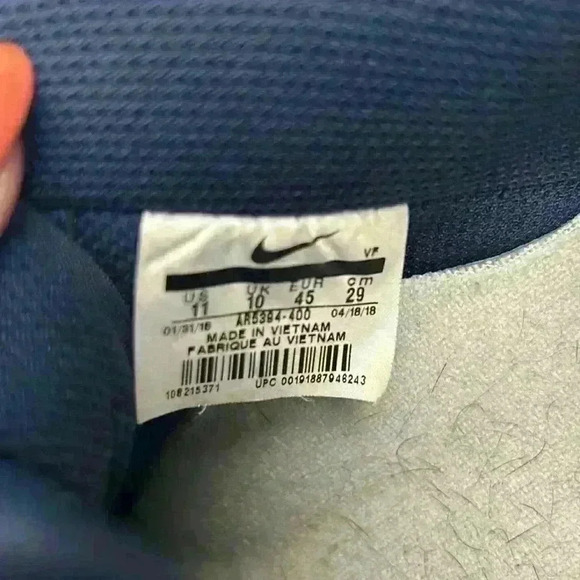 VF
US UK EUR cm
11 10 45 29
01/31/18 AR5394-400 04/18/18
MADE IN VIETNAM
FABRIQUE AU VIETNAM
108215371 UPC 00191887946243